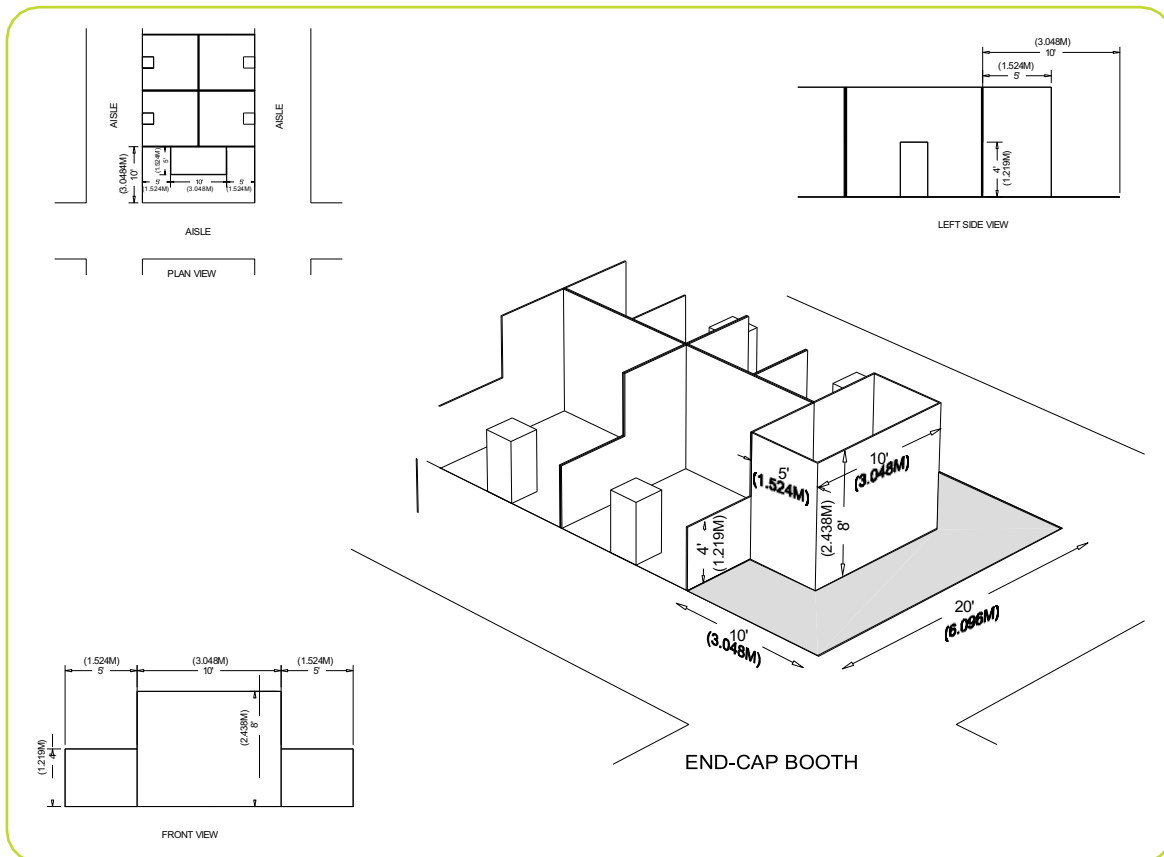 AISLE
AISLE
(3.0484M)
10'
(1.524M)
5'
5'
(1.524M)
10'
(3.048M)
5'
(1.524M)
AISLE
PLAN VIEW
(3.048M)
10'
(1.524M)
5'
4'
(1.219M)
LEFT SIDE VIEW
5'
(1.524M)
10'
(3.048M)
(2.438M)
8'
4'
(1.219M)
10'
(3.048M)
20'
(6.096M)
END-CAP BOOTH
(1.524M)
5'
(3.048M)
10'
(1.524M)
5'
(2.438M)
8'
(1.219M)
4'
FRONT VIEW